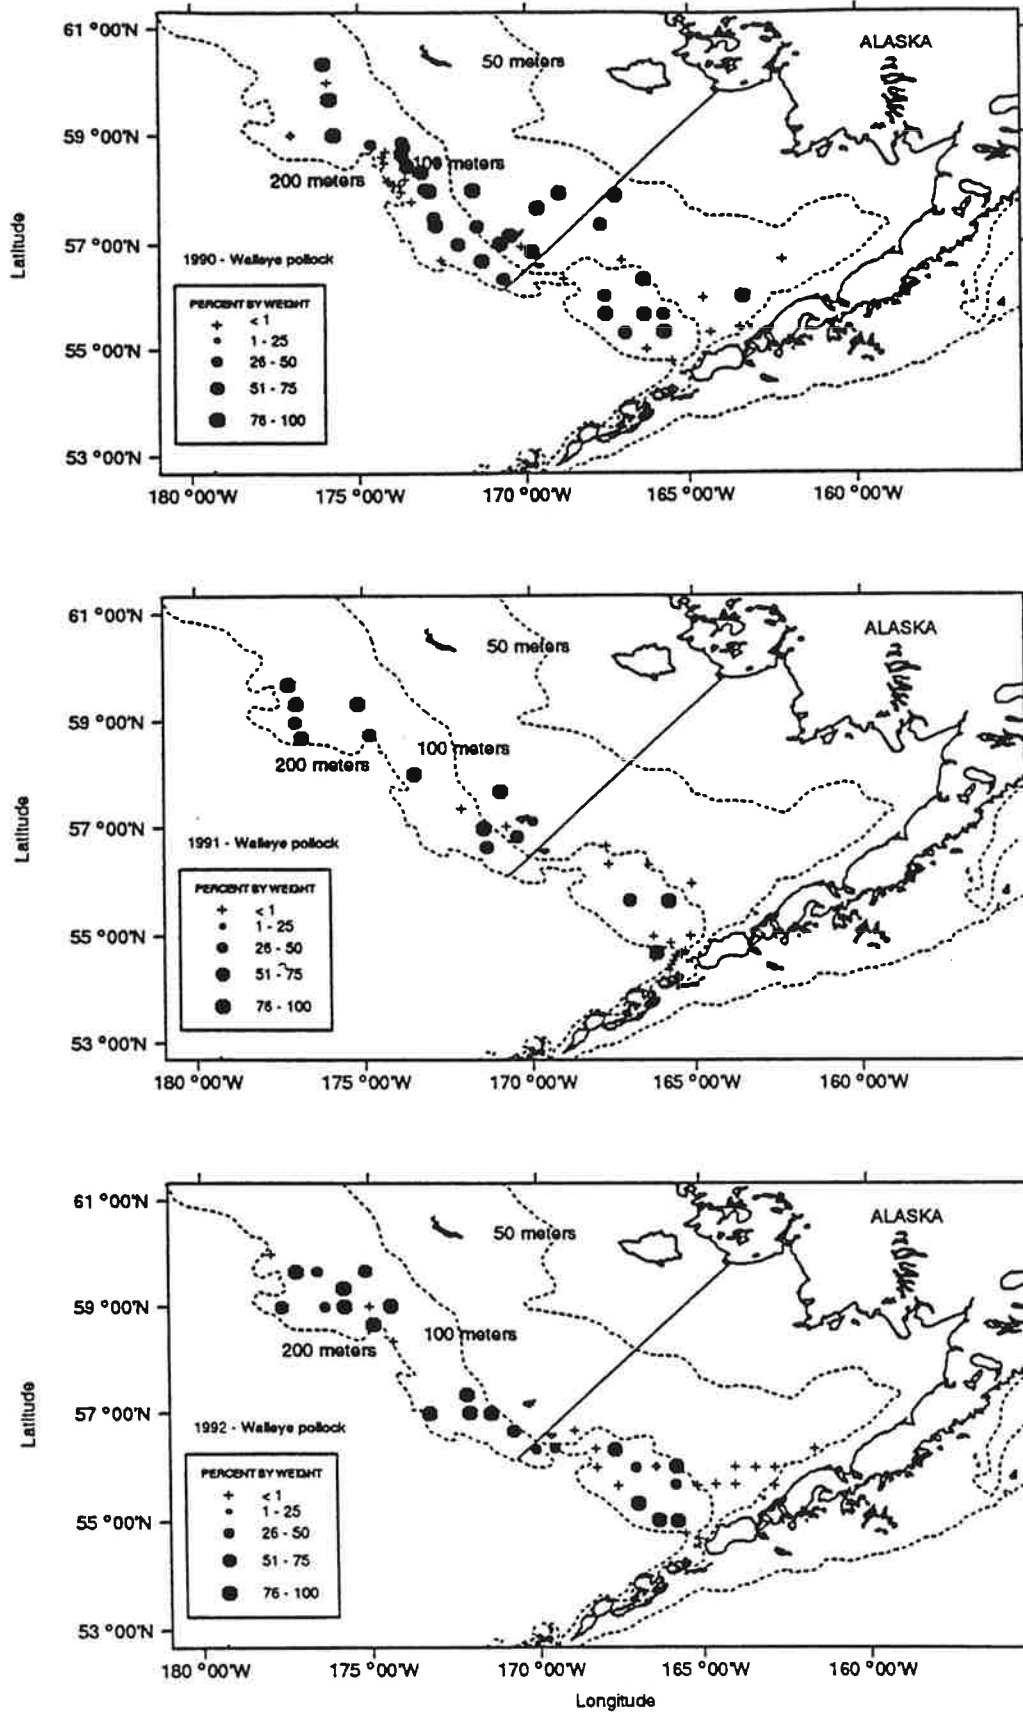 61 °00'N
ALASKA
50 meters
59 °00'N
100 meters
200 meters
Latitude
57 °00'N
1990 - Walleye pollock
PERCENT BY WEIGHT
< 1
1 - 25
55 °00'N
26 - 50
51 - 75
76 - 100
53 °00'N
180 °00'W 175 °00'W 170 °00'W 165 °00'W 160 °00'W
61 °00'N
ALASKA
50 meters
59 °00'N
100 meters
200 meters
Latitude
57 °00'N
1991 - Walleye pollock
PERCENT BY WEIGHT
< 1
1 - 25
55 °00'N
26 - 50
51 - 75
76 - 100
53 °00'N
180 °00'W 175 °00'W 170 °00'W 165 °00'W 160 °00'W
61 °00'N
ALASKA
50 meters
59 °00'N
100 meters
200 meters
Latitude
57 °00'N
1992 - Walleye pollock
PERCENT BY WEIGHT
< 1
1 - 25
55 °00'N
26 - 50
51 - 75
76 - 100
53 °00'N
180 °00'W 175 °00'W 170 °00'W 165 °00'W 160 °00'W
Longitude